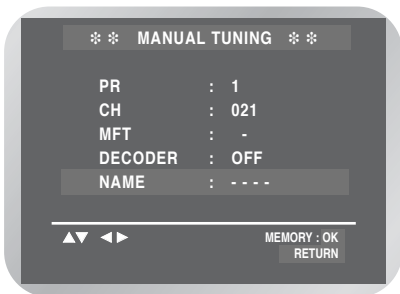 ❇ ❇ MANUAL TUNING ❇ ❇
PR : 1
CH : 021
MFT : -
DECODER : OFF
NAME : - - - -
▲▼ ◀▶ MEMORY : OK
RETURN